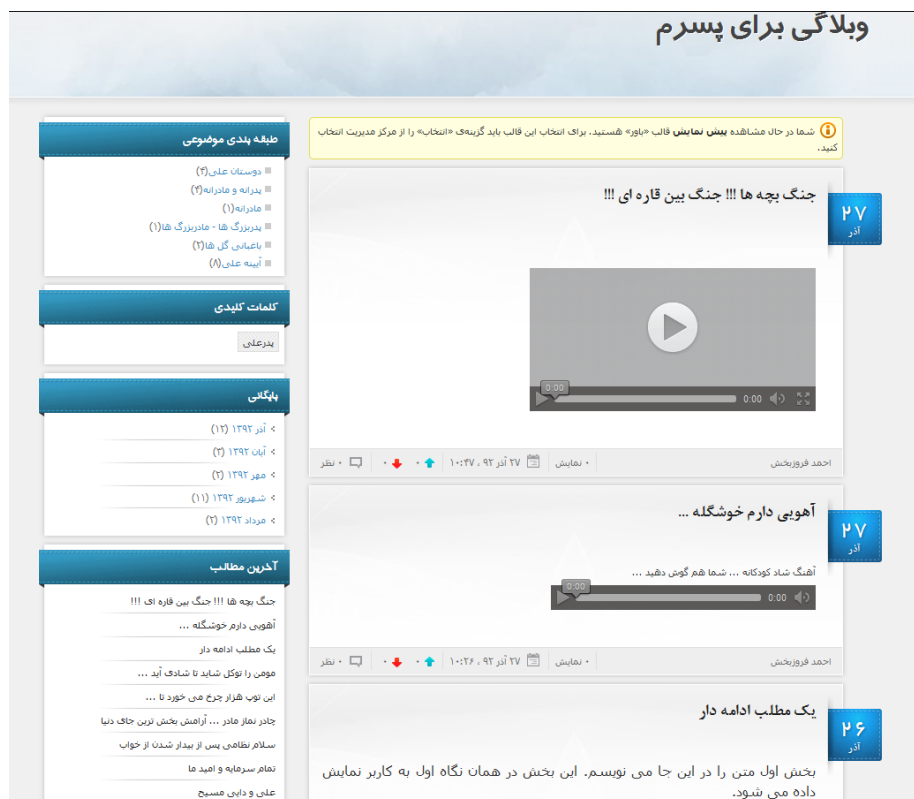 وبلاگی برای پسرم
شما در حال مشاهده پیش نمایش قالب «باور» هستید. برای انتخاب این قالب باید گزینه‌ی «انتخاب» را از مرکز مدیریت انتخاب
کنید.
۲۷
آذر
جنگ بچه ها !!! جنگ بین قاره ای !!!
0:00
0:00
احمد فروزبخش
۰ نمایش
۲۷ آذر ۹۲ ، ۱۰:۴۷
۰
۰
۰ نظر
۲۷
آذر
آهویی دارم خوشگله ...
آهنگ شاد کودکانه ... شما هم گوش دهید ...
0:00
0:00
احمد فروزبخش
۰ نمایش
۲۷ آذر ۹۲ ، ۱۰:۲۶
۰
۰
۰ نظر
۲۶
آذر
یک مطلب ادامه دار
بخش اول متن را در این جا می نویسم. این بخش در همان نگاه اول به کاربر نمایش
داده می شود.
طبقه بندی موضوعی
دوستان علی(۴)
پدرانه و مادرانه(۴)
مادرانه(۱)
پدربزرگ ها - مادربزرگ ها(۱)
باغبانی گل ها(۲)
آیینه علی(۸)
کلمات کلیدی
پدرعلی
بایگانی
آذر ۱۳۹۲ (۱۲)
آبان ۱۳۹۲ (۳)
مهر ۱۳۹۲ (۲)
شهریور ۱۳۹۲ (۱۱)
مرداد ۱۳۹۲ (۲)
آخرین مطالب
جنگ بچه ها !!! جنگ بین قاره ای !!!
آهویی دارم خوشگله ...
یک مطلب ادامه دار
مومن را توکل شاید تا شادی آید ...
این توپ هزار چرخ می خورد تا ...
چادر نماز مادر ... آرامش بخش ترین جای دنیا
سلام نظامی پس از بیدار شدن از خواب
تمام سرمایه و امید ما
علی و دایی مسیح